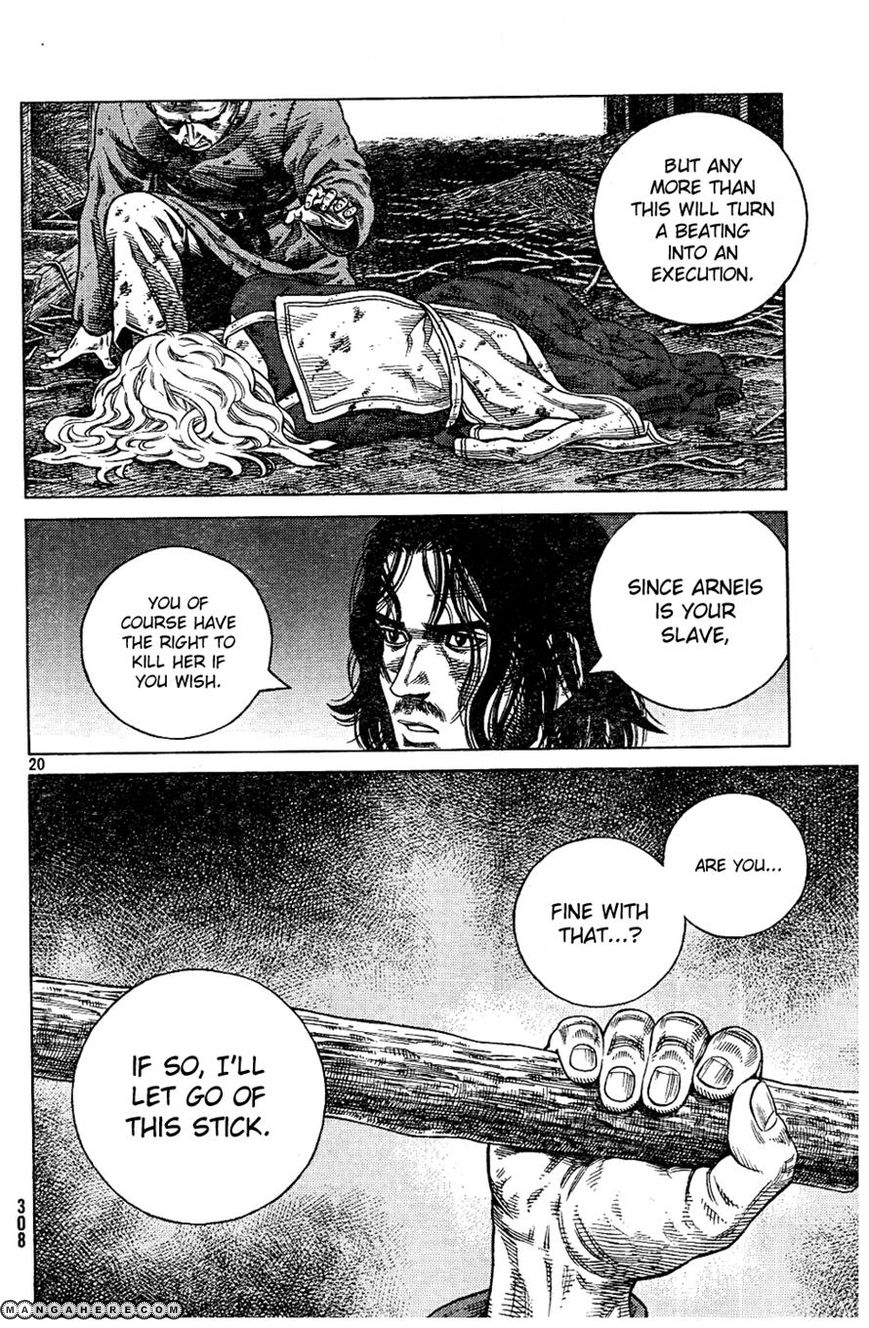 BUT ANY
MORE THAN
THIS WILL TURN
A BEATING
INTO AN
EXECUTION.
SINCE ARNEIS
IS YOUR
SLAVE,
YOU OF
COURSE HAVE
THE RIGHT TO
KILL HER IF
YOU WISH.
20
ARE YOU...
FINE WITH
THAT...?
IF SO, I'LL
LET GO OF
THIS STICK.
308
MANGAHERE.COM